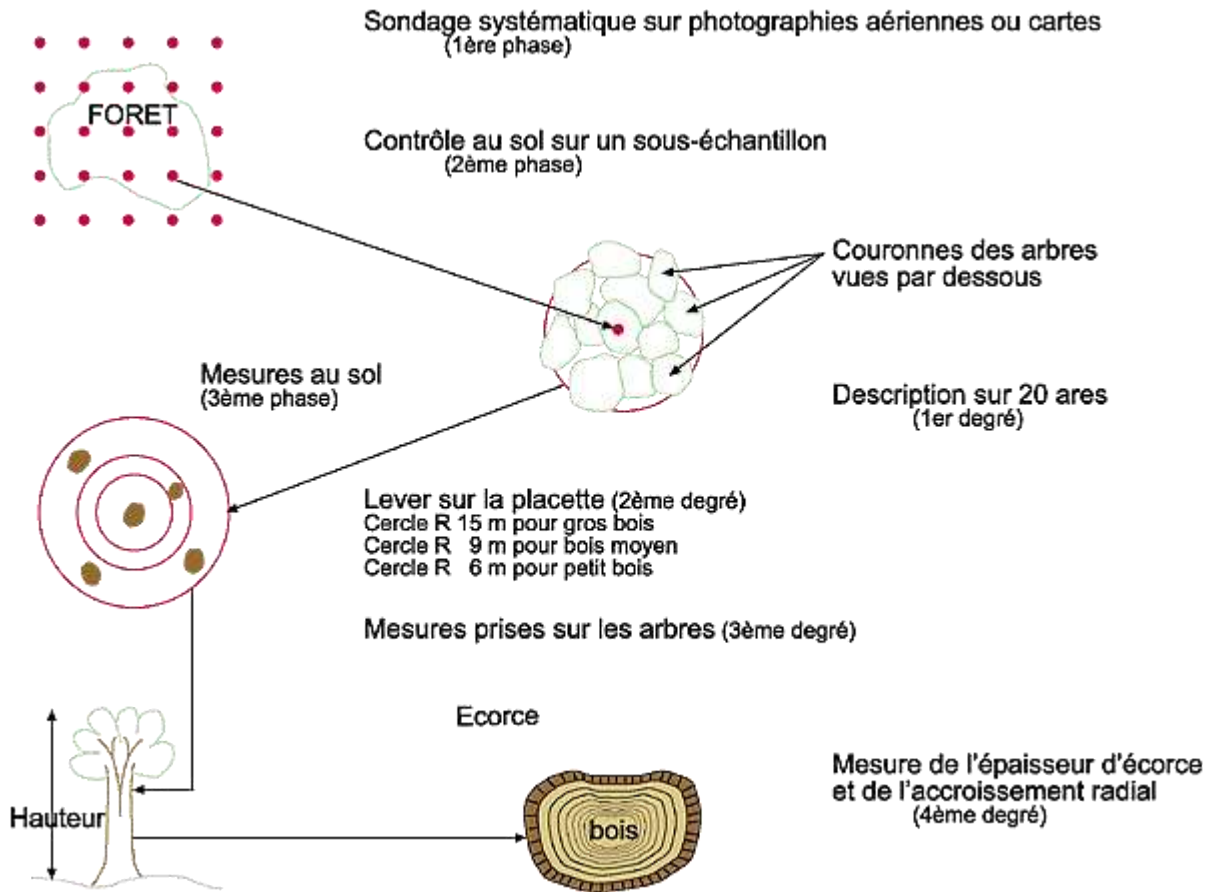 Sondage systématique sur photographies aériennes ou cartes
(1ère phase)
FORET
Contrôle au sol sur un sous-échantillon
(2ème phase)
Couronnes des arbres
vues par dessous
Mesures au sol
(3ème phase)
Description sur 20 ares
(1er degré)
Lever sur la placette (2ème degré)
Cercle R 15 m pour gros bois
Cercle R 9 m pour bois moyen
Cercle R 6 m pour petit bois
Mesures prises sur les arbres (3ème degré)
Ecorce
Mesure de l'épaisseur d'écorce
et de l'accroissement radial
(4ème degré)
Hauteur
bois